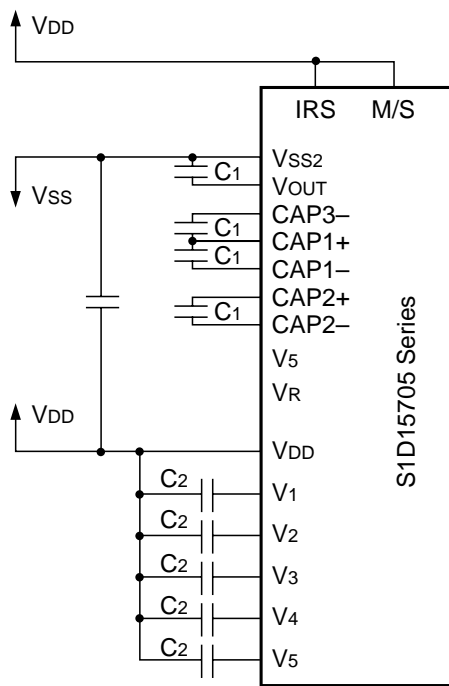 VDD
IRS M/S
VSS2
C1
VOUT
VSS
CAP3–
C1
CAP1+
C1
CAP1–
CAP2+
C1
CAP2–
V5
VR
S1D15705 Series
VDD
VDD
C2
V1
C2
V2
C2
V3
C2
V4
C2
V5